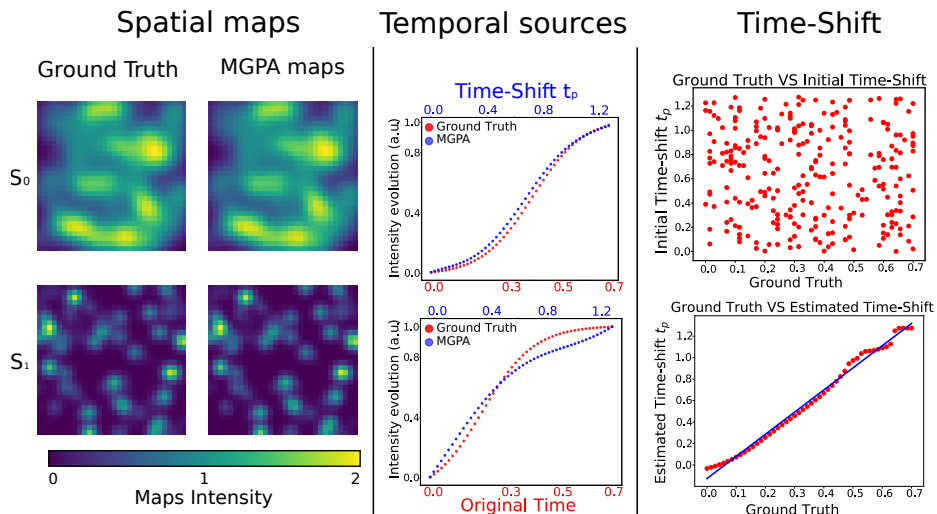 Spatial maps
Ground Truth
MGPA maps
S₀
S₁
0
1
2
Maps Intensity
Temporal sources
Time-Shift tₚ
0.0 0.4 0.8 1.2
Ground Truth
MGPA
Intensity evolution (a.u)
1.0
0.8
0.4
0.0
0.0 0.3 0.7
0.0 0.4 0.8 1.2
Ground Truth
MGPA
Intensity evolution (a.u)
1.0
0.8
0.4
0.0
0.0 0.3 0.7
Original Time
Time-Shift
Ground Truth VS Initial Time-Shift
Initial Time-shift tₚ
1.2
1.0
0.8
0.6
0.4
0.2
0.0
0.0 0.1 0.2 0.3 0.4 0.5 0.6 0.7
Ground Truth
Ground Truth VS Estimated Time-Shift
Estimated Time-shift tₚ
1.2
1.0
0.8
0.6
0.4
0.2
0.0
0.0 0.1 0.2 0.3 0.4 0.5 0.6 0.7
Ground Truth